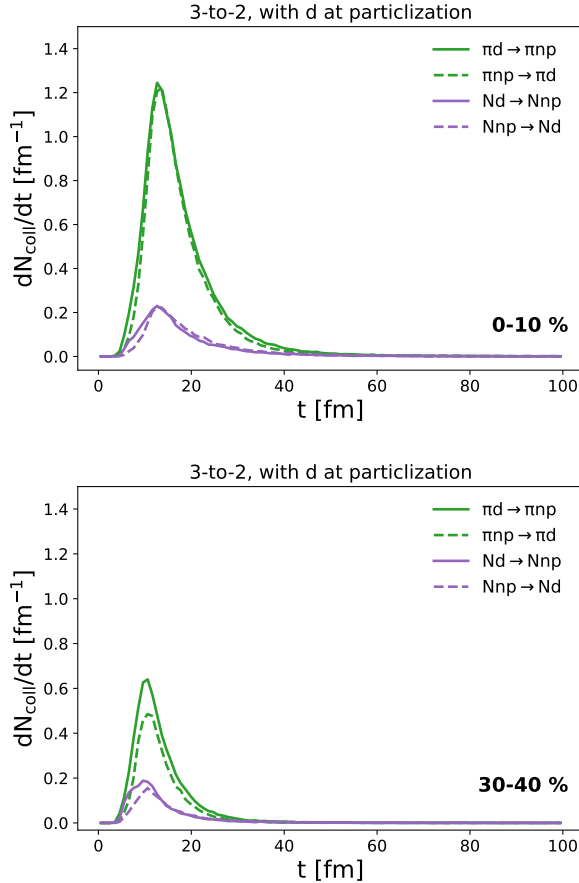 3-to-2, with d at particlization
dN_coll/dt [fm⁻¹]
1.4
1.2
1.0
0.8
0.6
0.4
0.2
0.0
πd → πnp
πnp → πd
Nd → Nnp
Nnp → Nd
0-10 %
0 20 40 60 80 100
t [fm]
3-to-2, with d at particlization
dN_coll/dt [fm⁻¹]
1.4
1.2
1.0
0.8
0.6
0.4
0.2
0.0
πd → πnp
πnp → πd
Nd → Nnp
Nnp → Nd
30-40 %
0 20 40 60 80 100
t [fm]